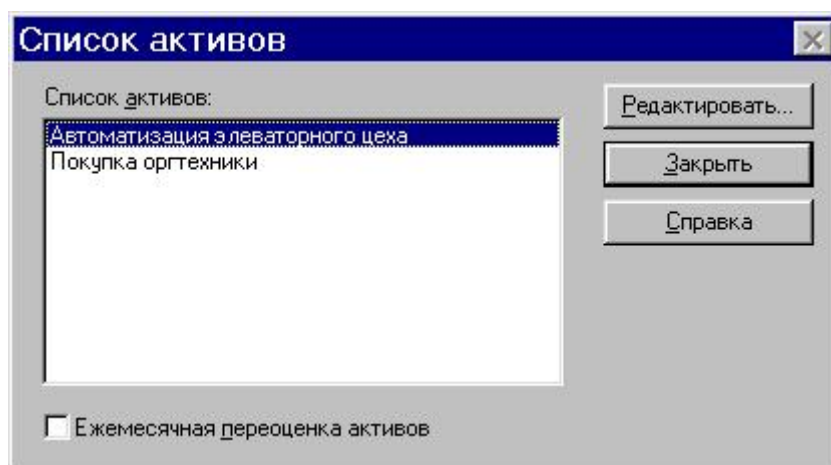 Список активов
Список активов:
Автоматизация элеваторного цеха
Покупка оргтехники
Редактировать...
Закрыть
Справка
Ежемесячная переоценка активов